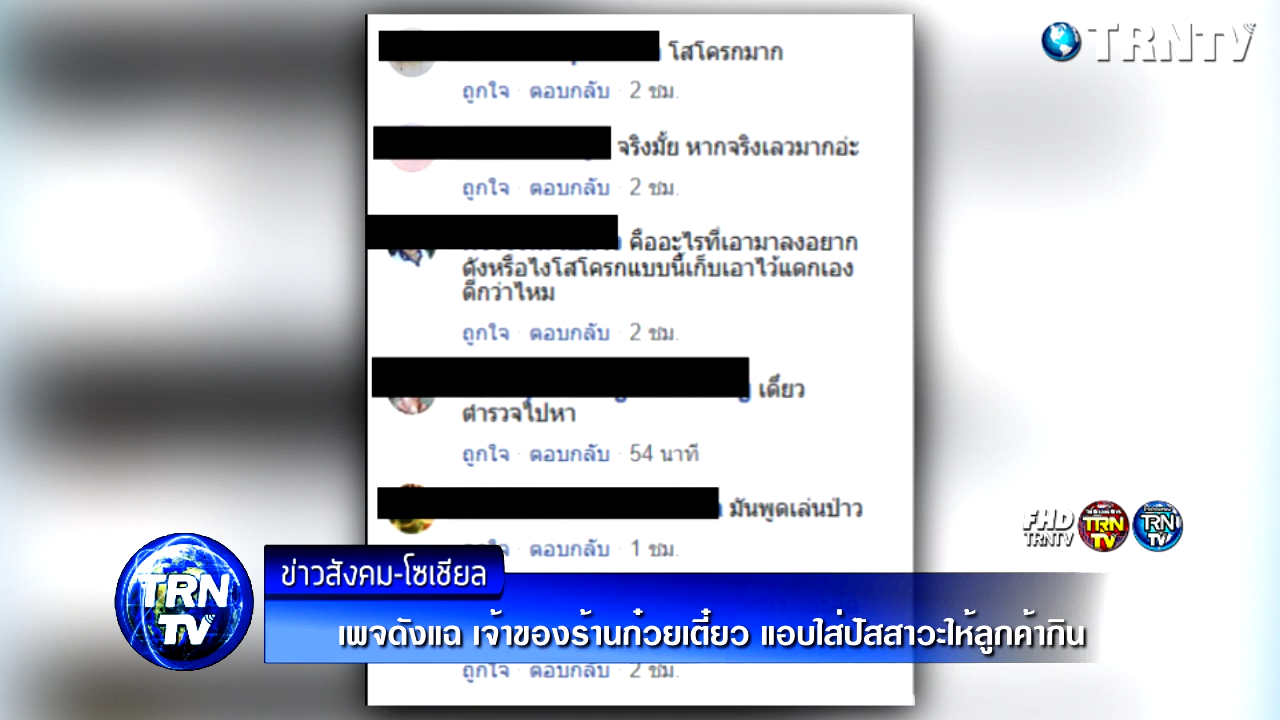 TRNTV
โสโครกมาก
ถูกใจ · ตอบกลับ · 2 ชม.
จริงมั้ย หากจริงเลวมากอ่ะ
ถูกใจ · ตอบกลับ · 2 ชม.
คืออะไรที่เอามาลงอยาก
ดังหรือไงโสโครกแบบนี้เก็บเอาไว้แดกเอง
ดีกว่าไหม
ถูกใจ · ตอบกลับ · 2 ชม.
เดี๋ยว
ตำรวจไปหา
ถูกใจ · ตอบกลับ · 54 นาที
มันพูดเล่นป่าว
ตอบกลับ · 1 ชม.
FHD
TRNTV
TRN
TV
TRN
TV
TRN
TV
ข่าวสังคม-โซเชียล
เพจดังแฉ เจ้าของร้านก๋วยเตี๋ยว แอบใส่ปัสสาวะให้ลูกค้ากิน
ถูกใจ · ตอบกลับ · 2 ชม.